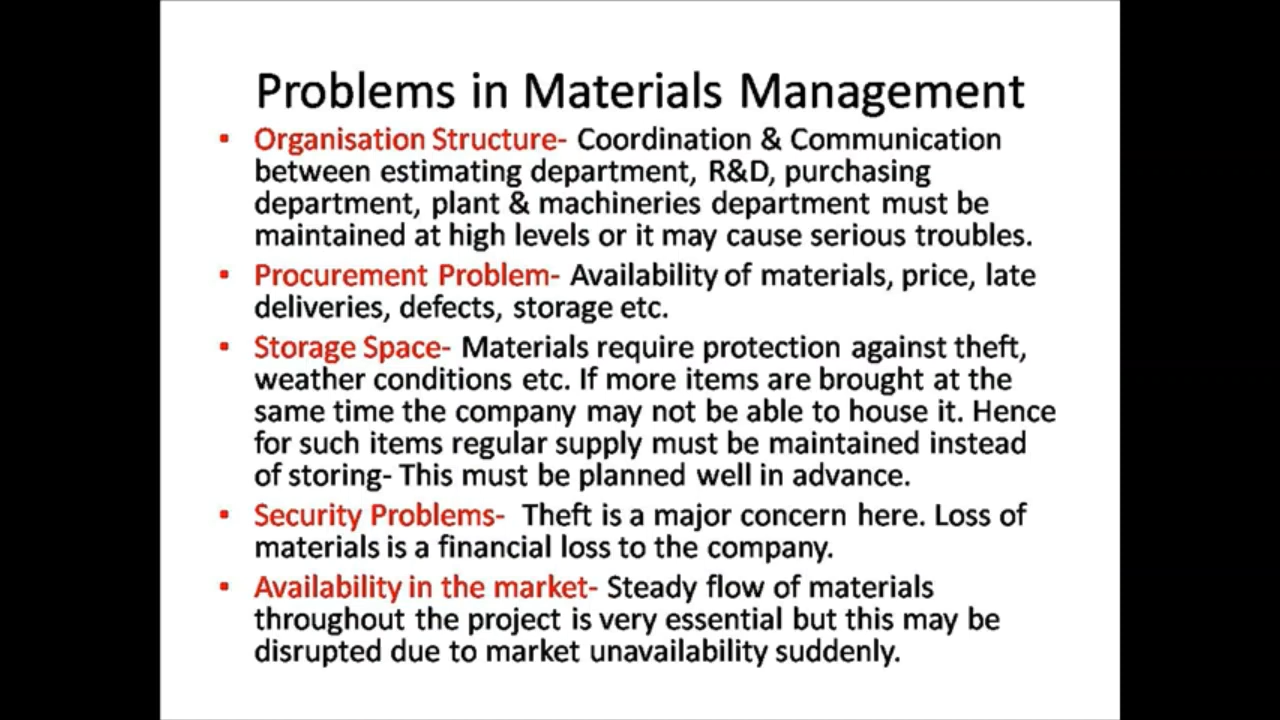 Problems in Materials Management
▪ Organisation Structure- Coordination & Communication
between estimating department, R&D, purchasing
department, plant & machineries department must be
maintained at high levels or it may cause serious troubles.
▪ Procurement Problem- Availability of materials, price, late
deliveries, defects, storage etc.
▪ Storage Space- Materials require protection against theft,
weather conditions etc. If more items are brought at the
same time the company may not be able to house it. Hence
for such items regular supply must be maintained instead
of storing- This must be planned well in advance.
▪ Security Problems- Theft is a major concern here. Loss of
materials is a financial loss to the company.
▪ Availability in the market- Steady flow of materials
throughout the project is very essential but this may be
disrupted due to market unavailability suddenly.